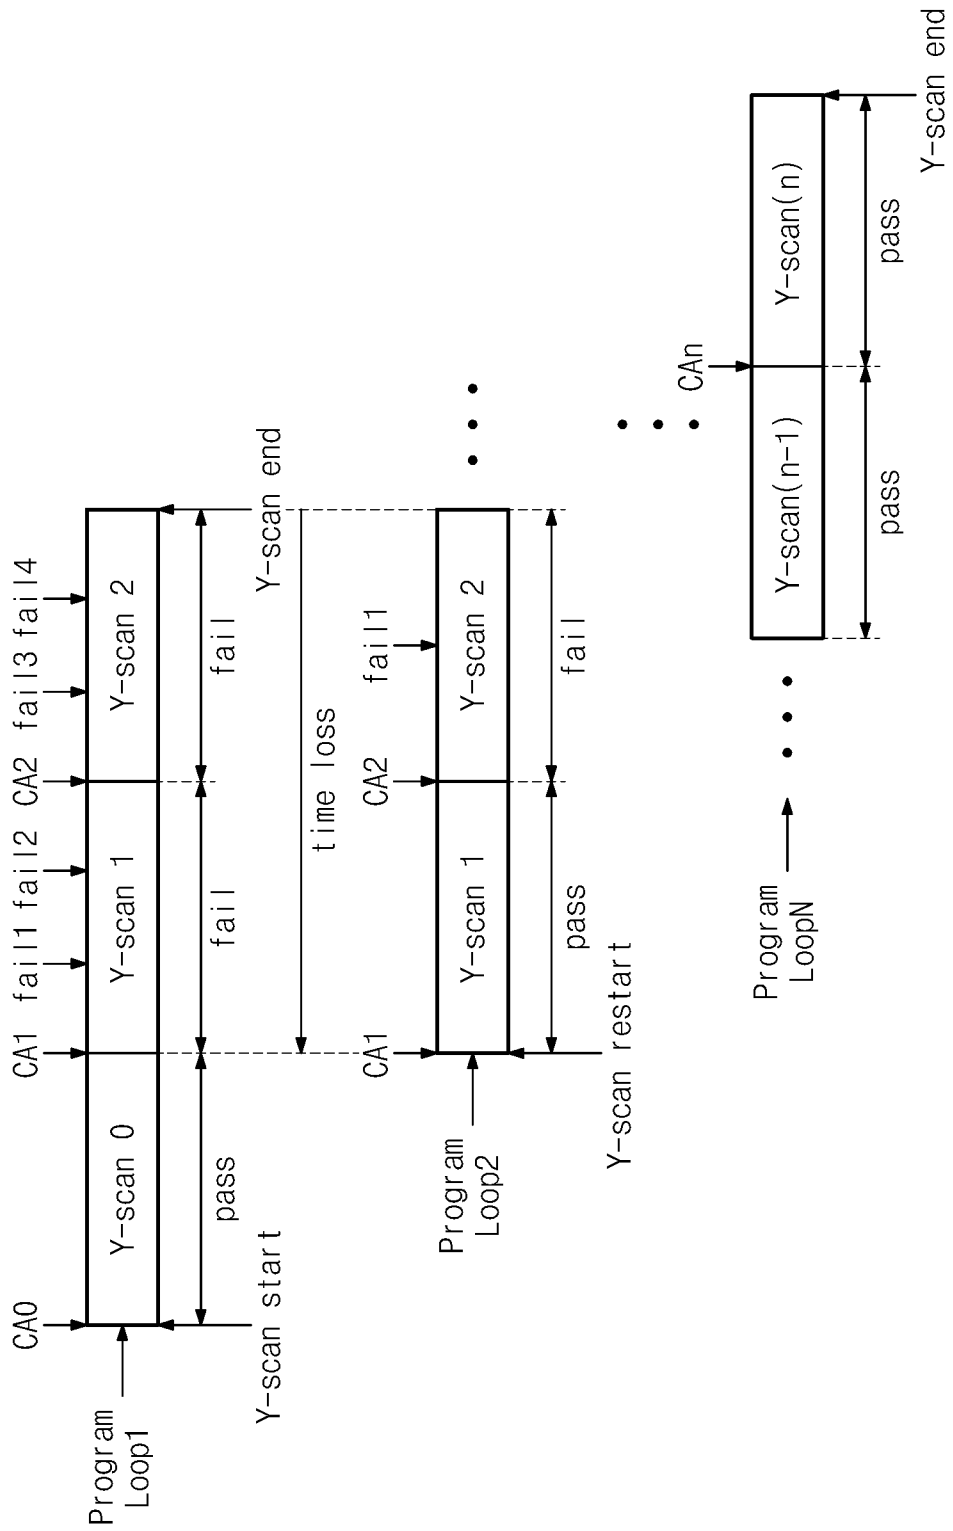 CA0
CA1
fail1
fail2
CA2
fail3
fail4
Program
Loop1
Y-scan 0
Y-scan 1
Y-scan 2
pass
fail
fail
Y-scan start
Y-scan end
time loss
CA1
CA2
fail1
Program
Loop2
Y-scan 1
Y-scan 2
pass
fail
Y-scan restart
CAn
Program
LoopN
Y-scan(n-1)
Y-scan(n)
pass
pass
Y-scan end